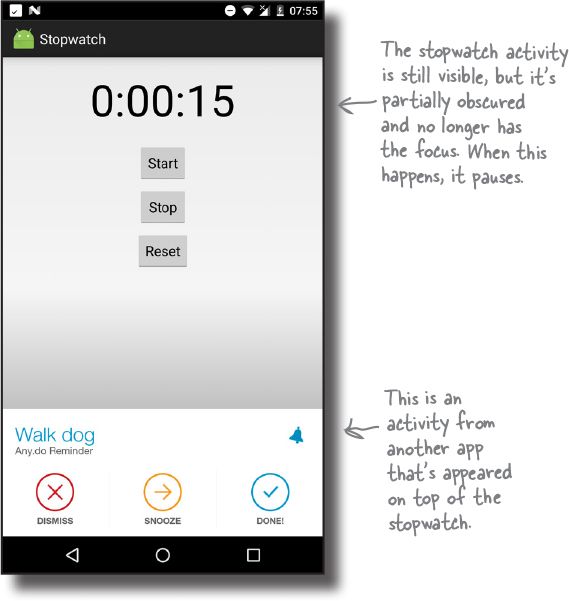 07:55
Stopwatch
0:00:15
Start
Stop
Reset
The stopwatch activity
is still visible, but it's
partially obscured
and no longer has
the focus. When this
happens, it pauses.
This is an
activity from
another app
that's appeared
on top of the
stopwatch.
Walk dog
Any.do Reminder
DISMISS SNOOZE DONE!